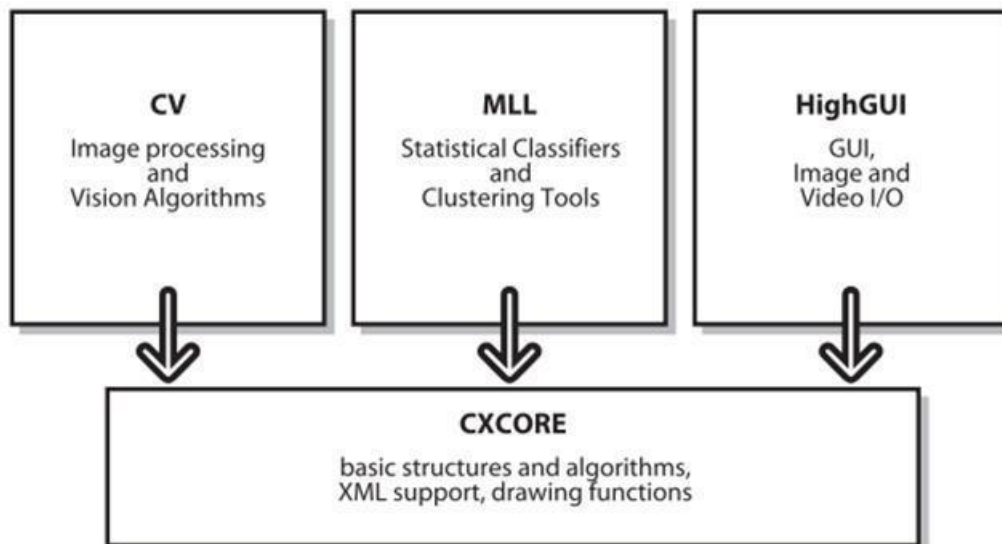 CV
Image processing
and
Vision Algorithms
MLL
Statistical Classifiers
and
Clustering Tools
HighGUI
GUI,
Image and
Video I/O
CXCORE
basic structures and algorithms,
XML support, drawing functions